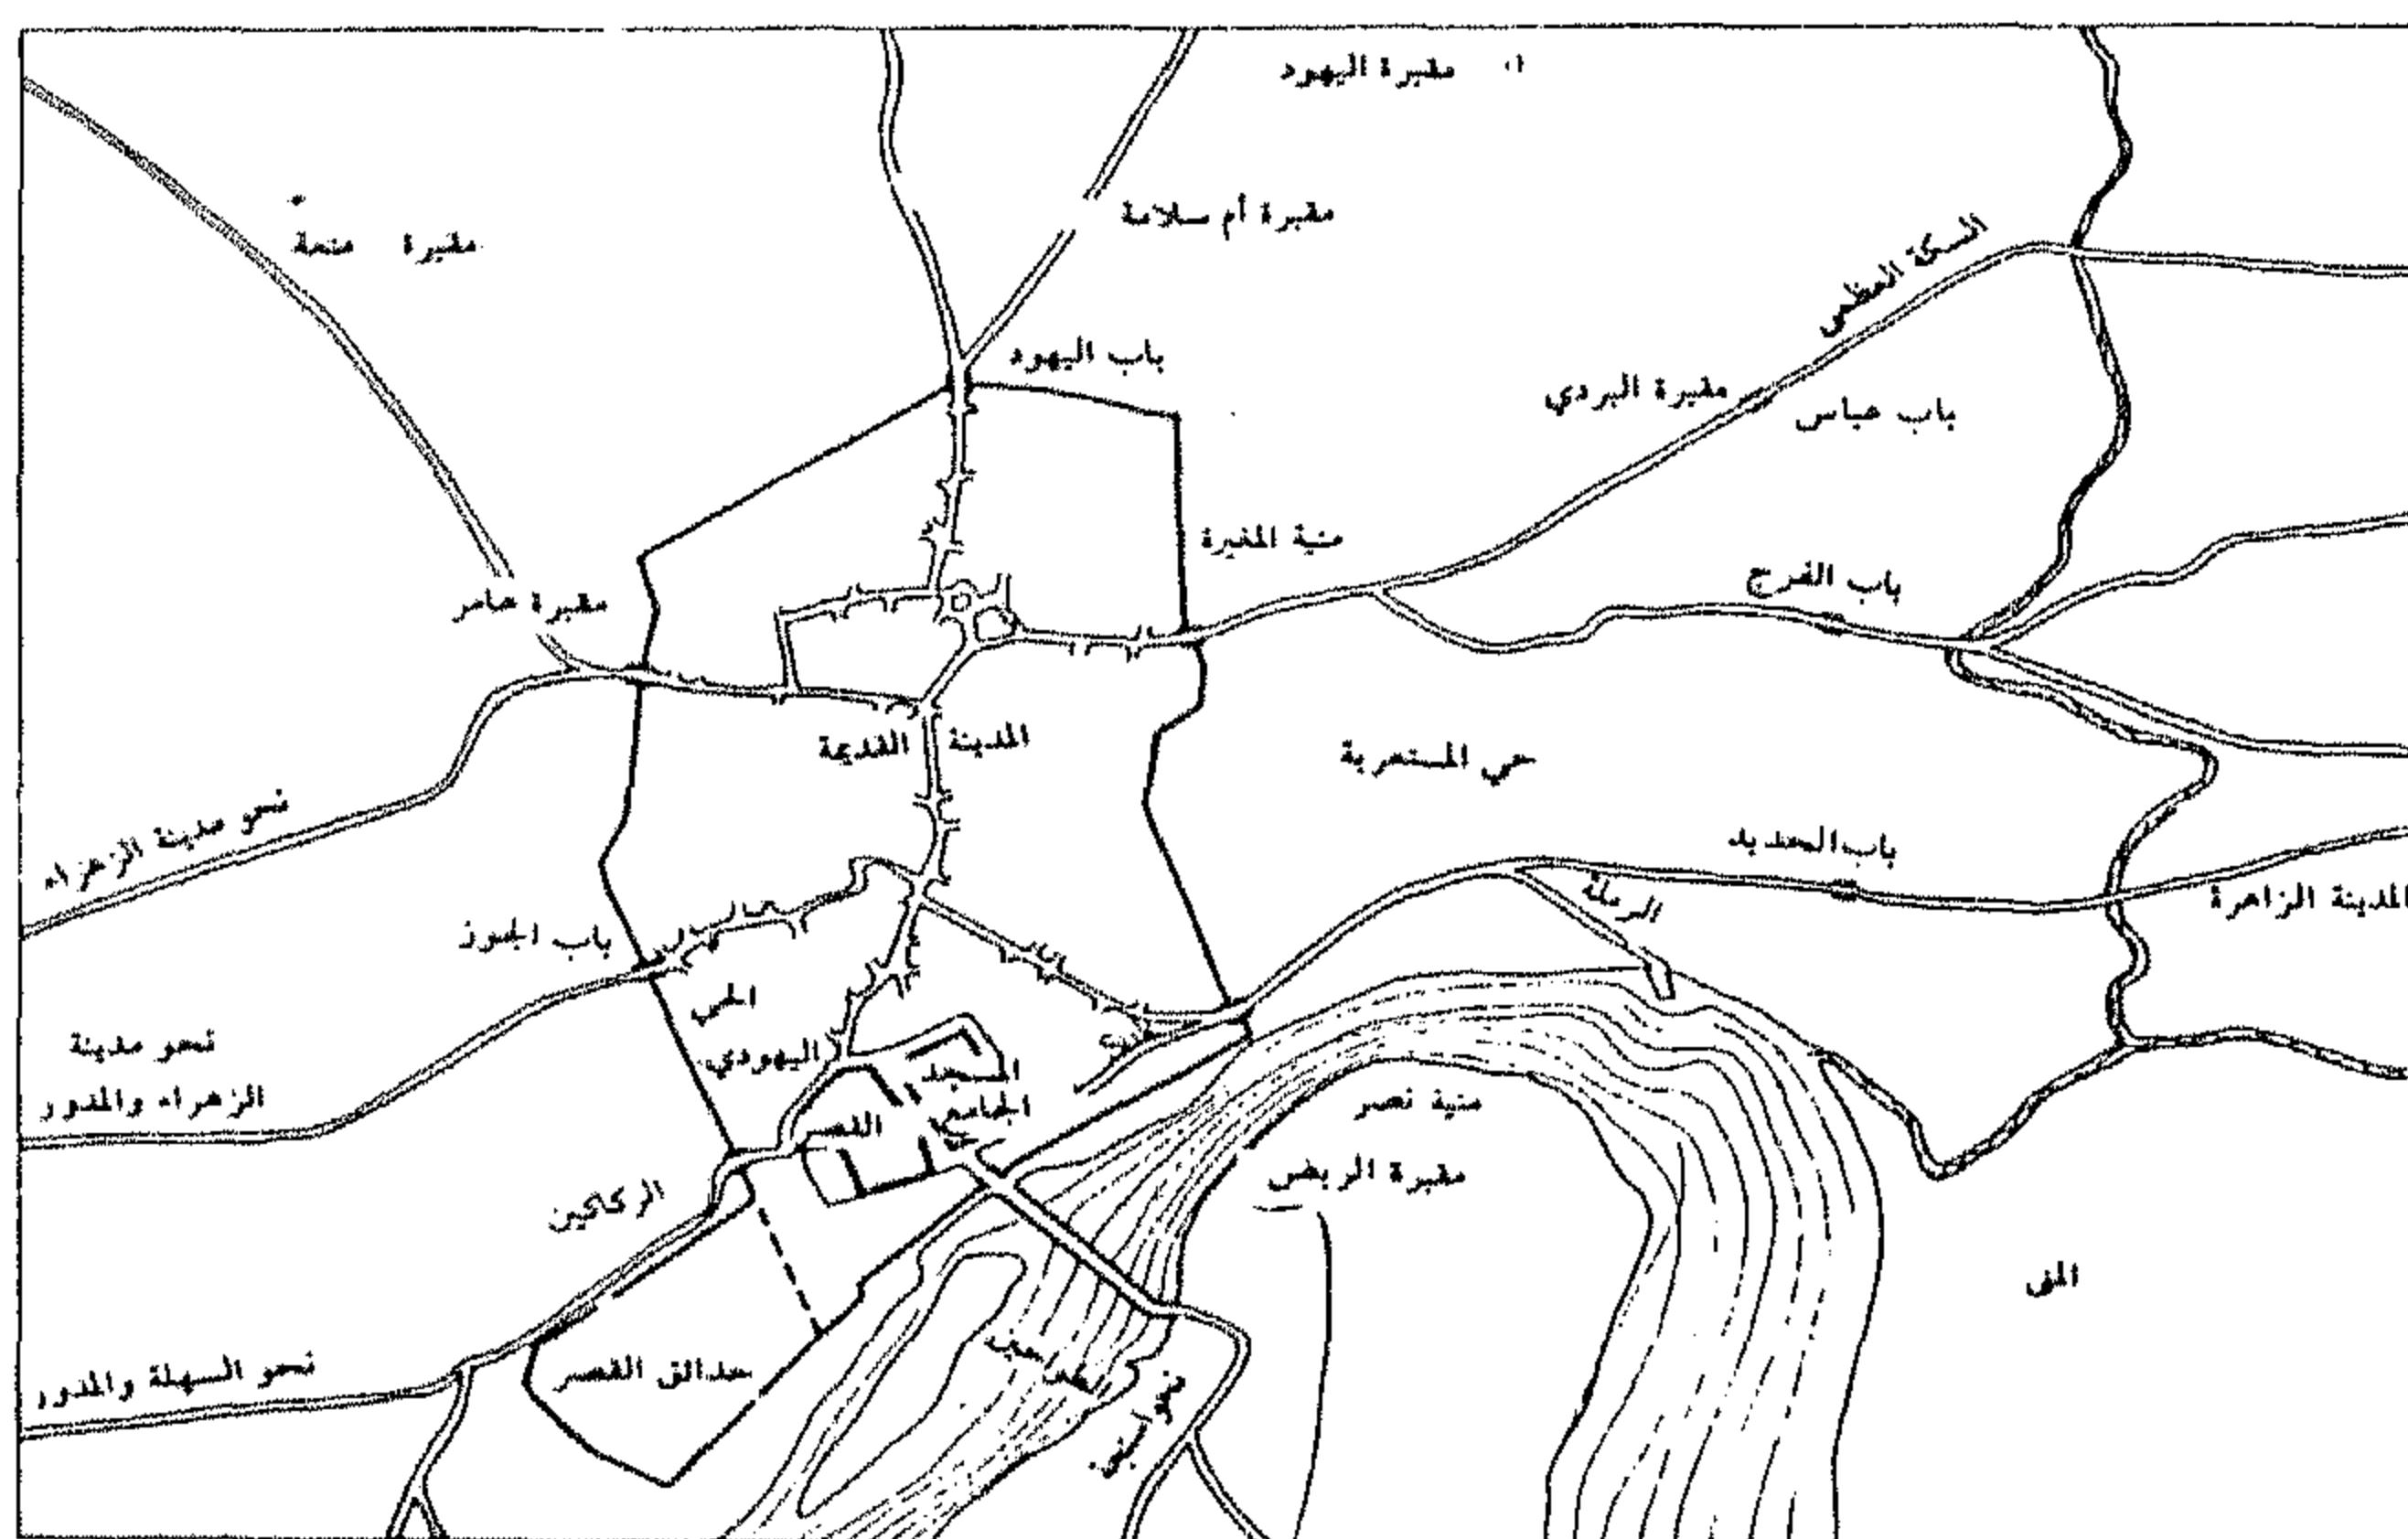 مقبرة اليهود
مقبرة أم سلامة
مقبرة متعة
السكة العظمى
باب اليهود
مقبرة البردي
باب عباس
منية المغيرة
باب الفرج
مقبرة عامر
المدينة القديمة
حي المستعربة
نحو مدينة الزهراء
باب الحديد
الرملة
المدينة الزاهرة
باب الجوز
الحي
اليهودي
نحو مدينة
الزهراء والمدور
المسجد
الجامع
القصر
منية نصر
مقبرة الربض
حدائق القصر
نحو السهلة والمدور